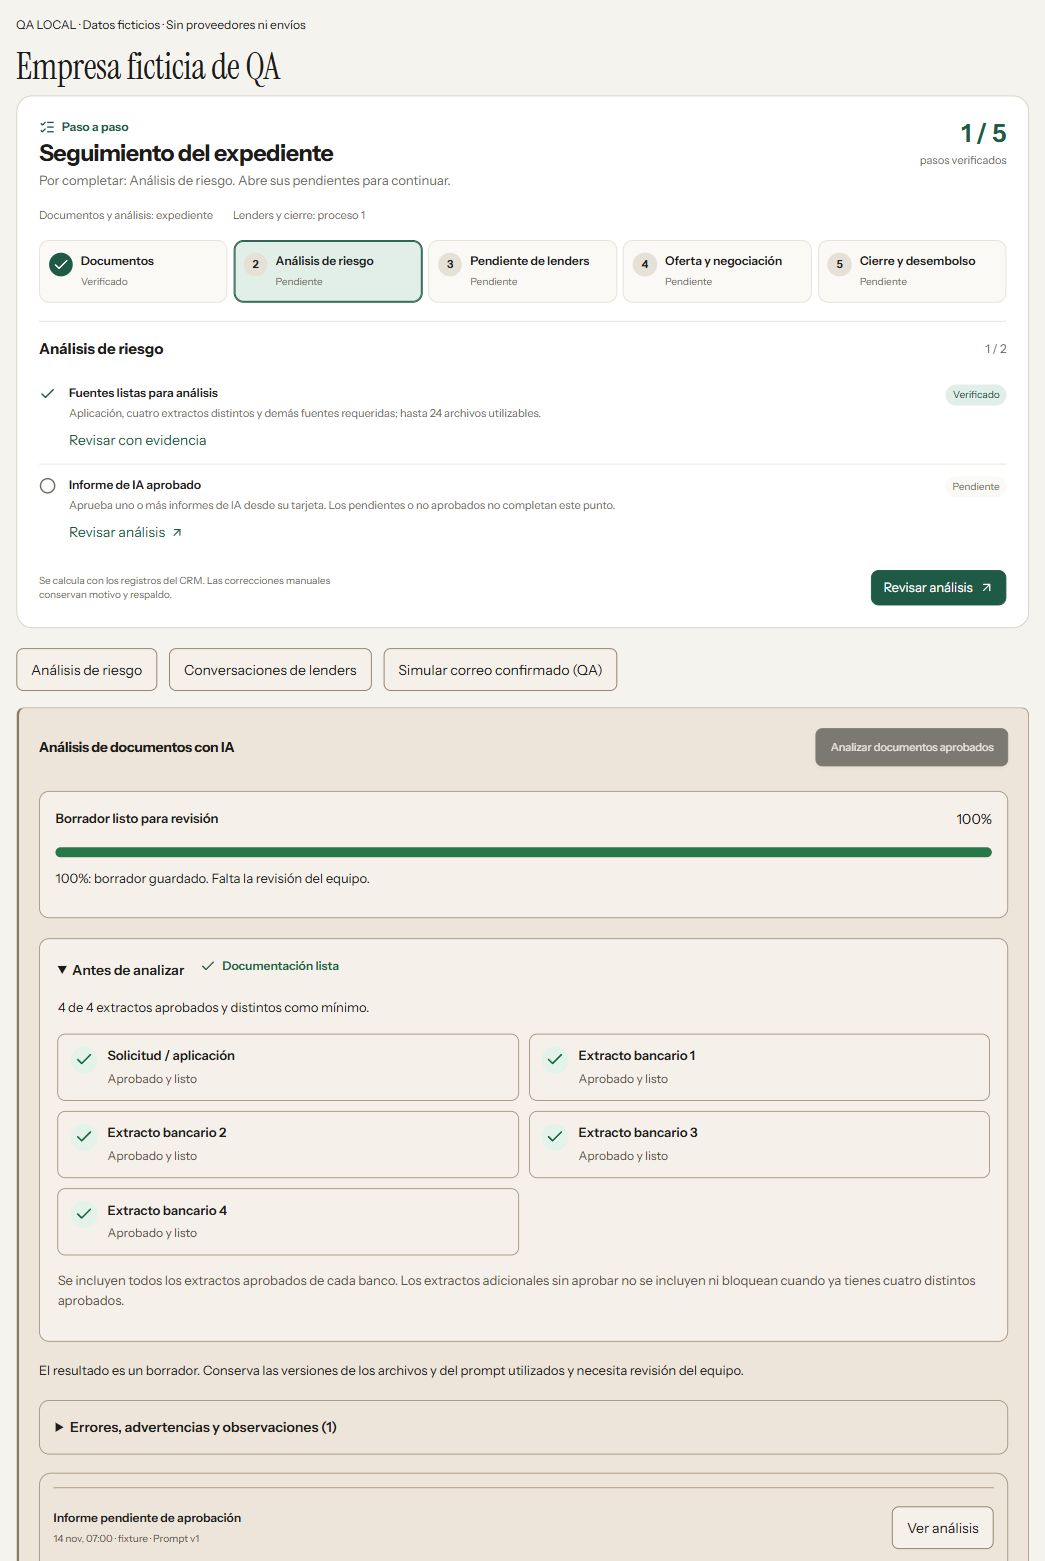 QA LOCAL · Datos ficticios · Sin proveedores ni envíos
Empresa ficticia de QA
Paso a paso
1 / 5
Seguimiento del expediente
pasos verificados
Por completar: Análisis de riesgo. Abre sus pendientes para continuar.
Documentos y análisis: expediente
Lenders y cierre: proceso 1
Documentos
Verificado
2
Análisis de riesgo
Pendiente
3
Pendiente de lenders
Pendiente
4
Oferta y negociación
Pendiente
5
Cierre y desembolso
Pendiente
Análisis de riesgo
1 / 2
Fuentes listas para análisis
Verificado
Aplicación, cuatro extractos distintos y demás fuentes requeridas; hasta 24 archivos utilizables.
Revisar con evidencia
Informe de IA aprobado
Pendiente
Aprueba uno o más informes de IA desde su tarjeta. Los pendientes o no aprobados no completan este punto.
Revisar análisis
Se calcula con los registros del CRM. Las correcciones manuales
conservan motivo y respaldo.
Revisar análisis
Análisis de riesgo
Conversaciones de lenders
Simular correo confirmado (QA)
Análisis de documentos con IA
Analizar documentos aprobados
Borrador listo para revisión
100%
100%: borrador guardado. Falta la revisión del equipo.
Antes de analizar
Documentación lista
4 de 4 extractos aprobados y distintos como mínimo.
Solicitud / aplicación
Aprobado y listo
Extracto bancario 1
Aprobado y listo
Extracto bancario 2
Aprobado y listo
Extracto bancario 3
Aprobado y listo
Extracto bancario 4
Aprobado y listo
Se incluyen todos los extractos aprobados de cada banco. Los extractos adicionales sin aprobar no se incluyen ni bloquean cuando ya tienes cuatro distintos
aprobados.
El resultado es un borrador. Conserva las versiones de los archivos y del prompt utilizados y necesita revisión del equipo.
Errores, advertencias y observaciones (1)
Informe pendiente de aprobación
14 nov, 07:00 · fixture · Prompt v1
Ver análisis